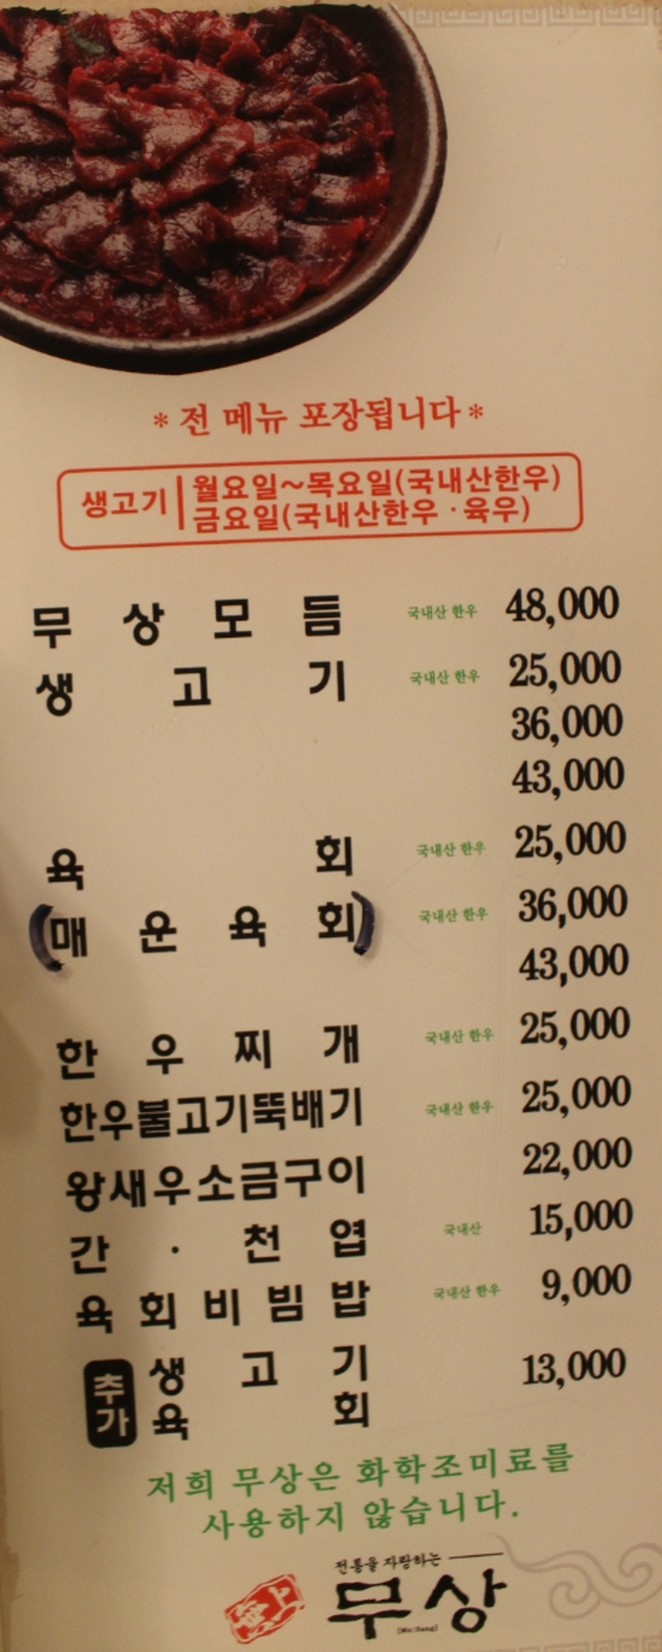 * 전 메뉴 포장됩니다 *
생고기 월요일~목요일(국내산한우)
금요일(국내산한우 · 육우)
무상모듬 국내산 한우 48,000
생고기 국내산 한우 25,000
36,000
43,000
육회 국내산 한우 25,000
(매운육회) 국내산 한우 36,000
43,000
한우찌개 국내산 한우 25,000
한우불고기뚝배기 국내산 한우 25,000
왕새우소금구이 22,000
간 · 천엽 국내산 15,000
육회비빔밥 국내산 한우 9,000
추가 생고기 13,000
육회
저희 무상은 화학조미료를
사용하지 않습니다.
전통을 자랑하는
무상